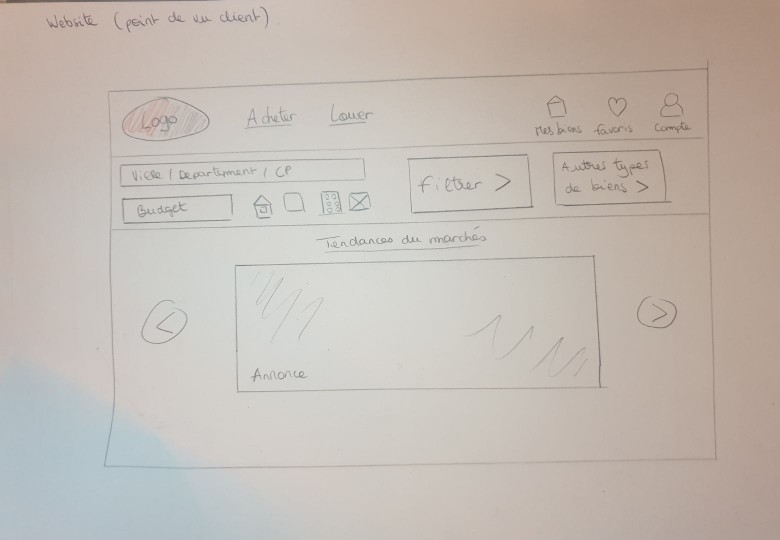 Website (point de vu client)
Logo
Acheter
Louer
Mes biens
favoris
Compte
Ville / Departement / CP
Budget
filtrer >
Autres types
de biens >
Tendances du marchés
<
>
Annonce